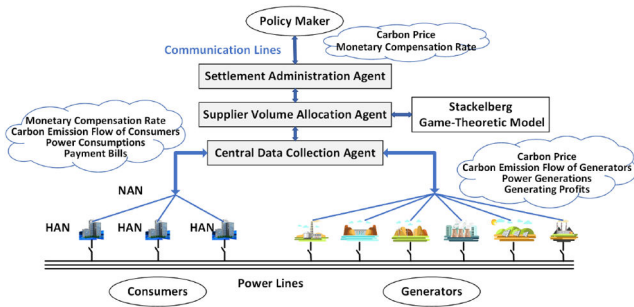 Policy Maker
Carbon Price
Monetary Compensation Rate
Communication Lines
Settlement Administration Agent
Supplier Volume Allocation Agent
Stackelberg
Game-Theoretic Model
Central Data Collection Agent
Monetary Compensation Rate
Carbon Emission Flow of Consumers
Power Consumptions
Payment Bills
Carbon Price
Carbon Emission Flow of Generators
Power Generations
Generating Profits
NAN
HAN
HAN
HAN
Power Lines
Consumers
Generators